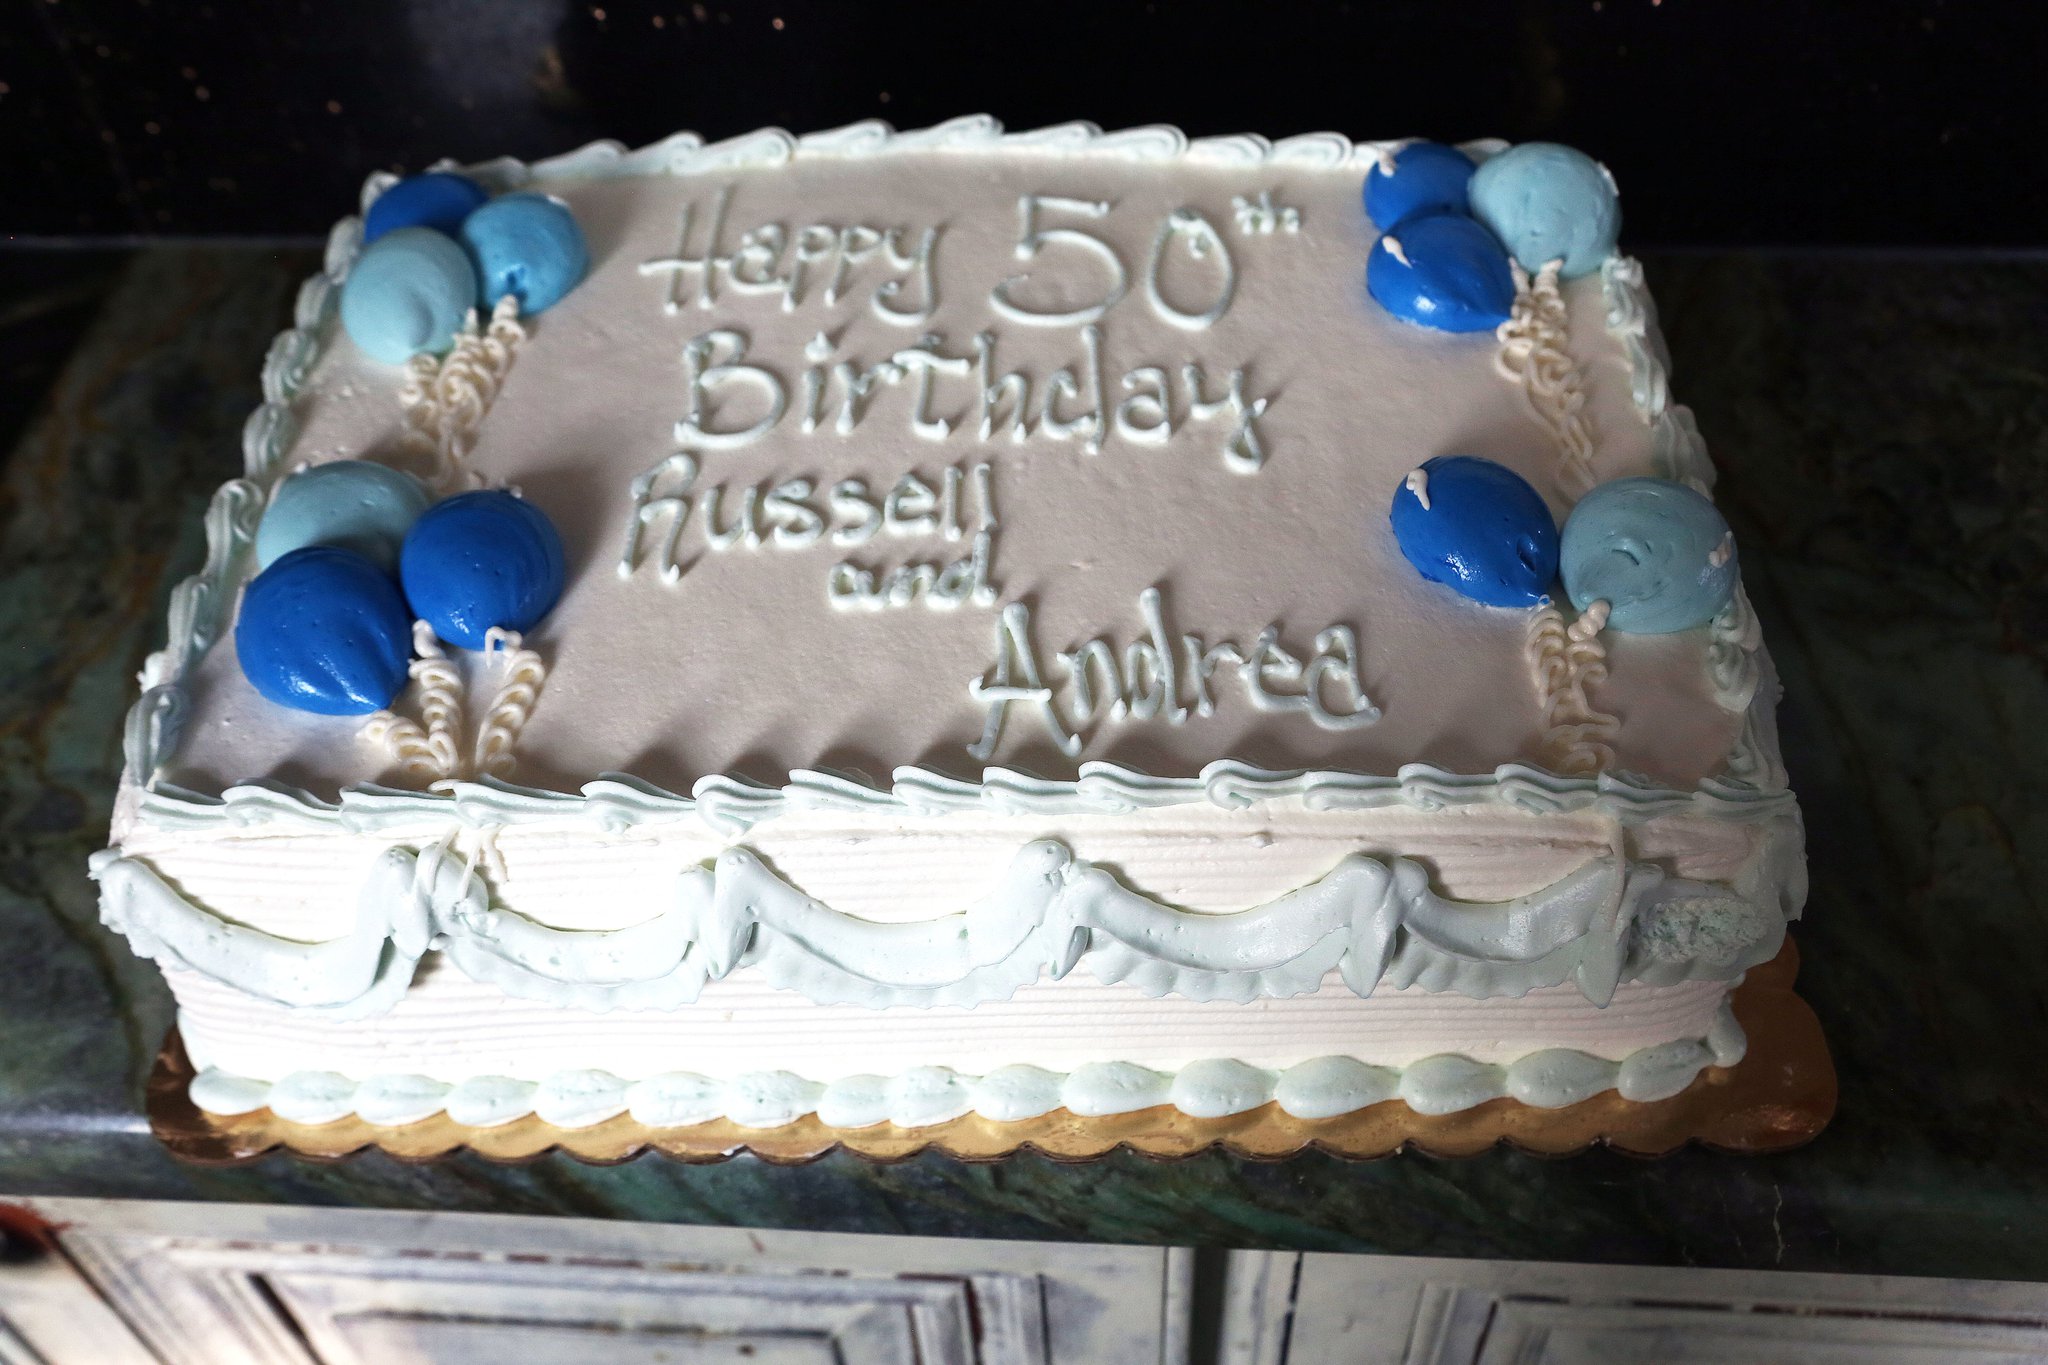 Happy 50th
Birthday
Russell
and
Andrea